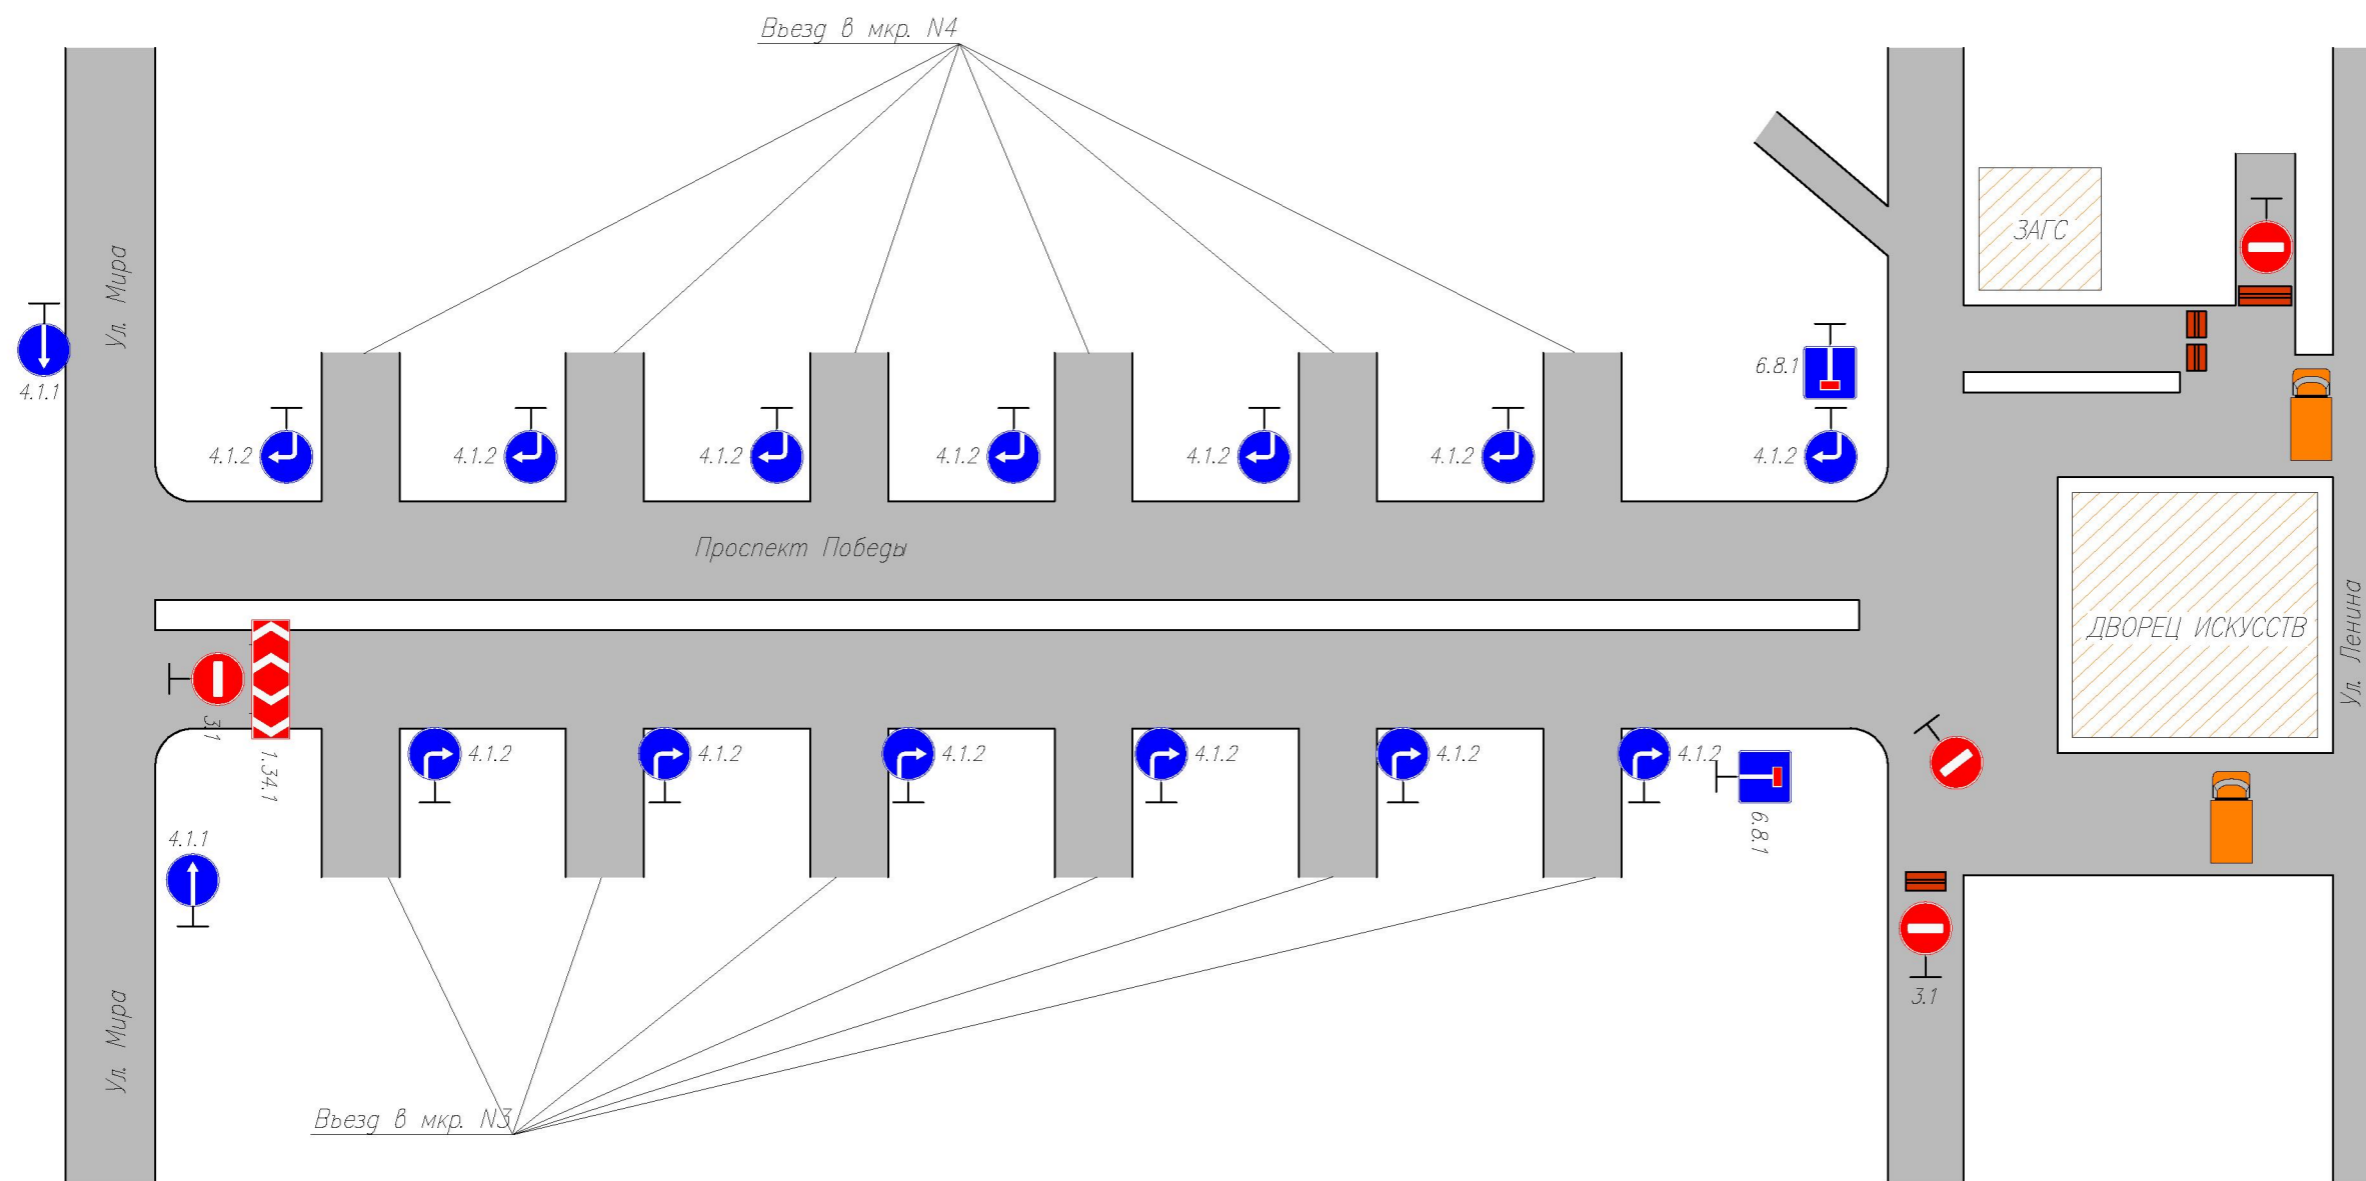 Въезд в мкр. N4
Ул. Мира
ЗАГС
4.1.1
6.8.1
4.1.2
4.1.2
4.1.2
4.1.2
4.1.2
4.1.2
4.1.2
Проспект Победы
ДВОРЕЦ ИСКУССТВ
Ул. Ленина
3.1
1.34.1
4.1.2
4.1.2
4.1.2
4.1.2
4.1.2
4.1.2
6.8.1
4.1.1
3.1
Ул. Мира
Въезд в мкр. N3